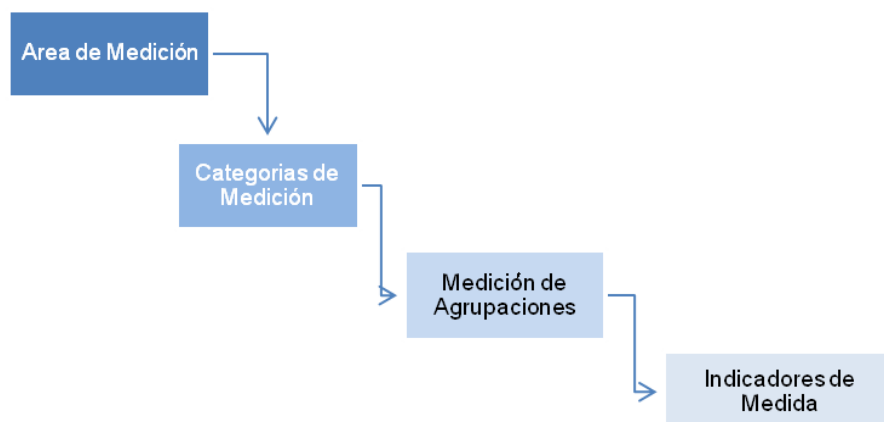 Area de Medición
Categorias de
Medición
Medición de
Agrupaciones
Indicadores de
Medida